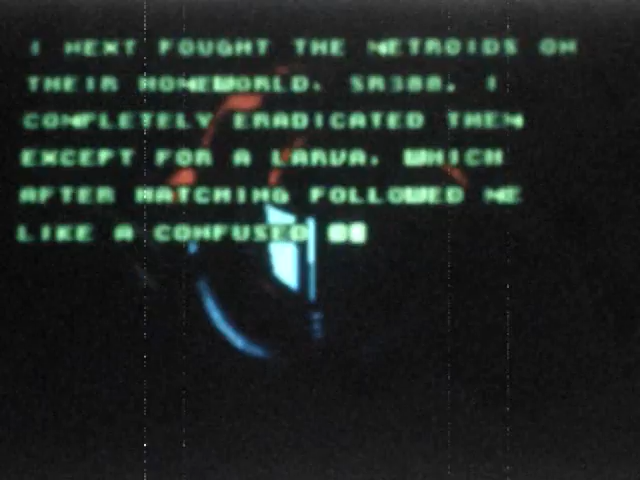 I NEXT FOUGHT THE METROIDS ON
THEIR HOMEWORLD, SR388. I
COMPLETELY ERADICATED THEM
EXCEPT FOR A LARVA, WHICH
AFTER HATCHING FOLLOWED ME
LIKE A CONFUSED